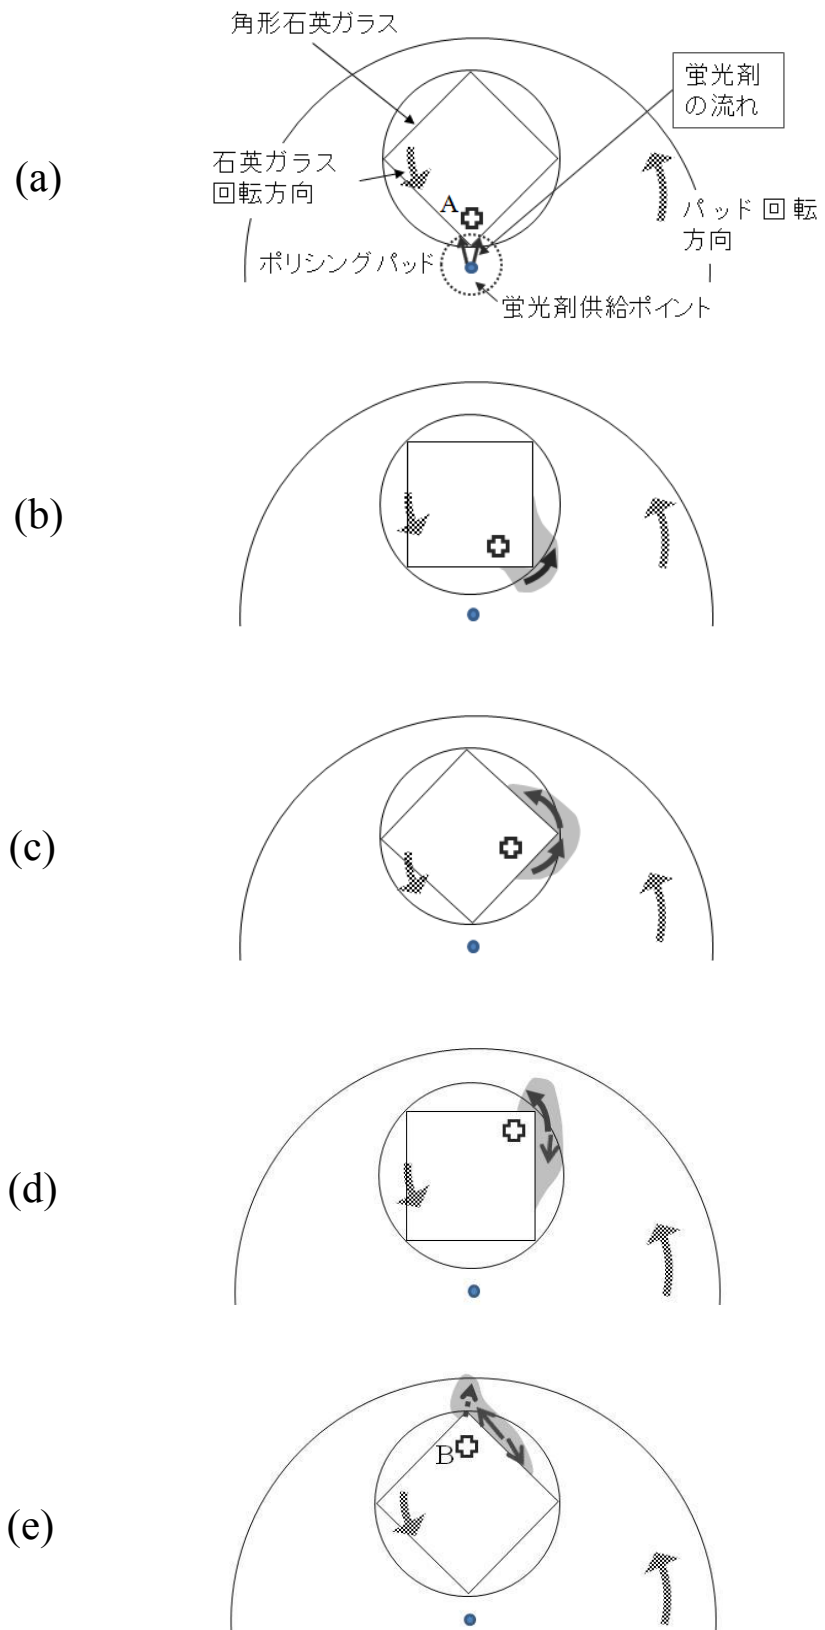 角形石英ガラス
蛍光剤
の流れ
(a)
石英ガラス
回転方向
A
パッド回転
方向
ポリシングパッド
蛍光剤供給ポイント
(b)
(c)
(d)
(e)
B